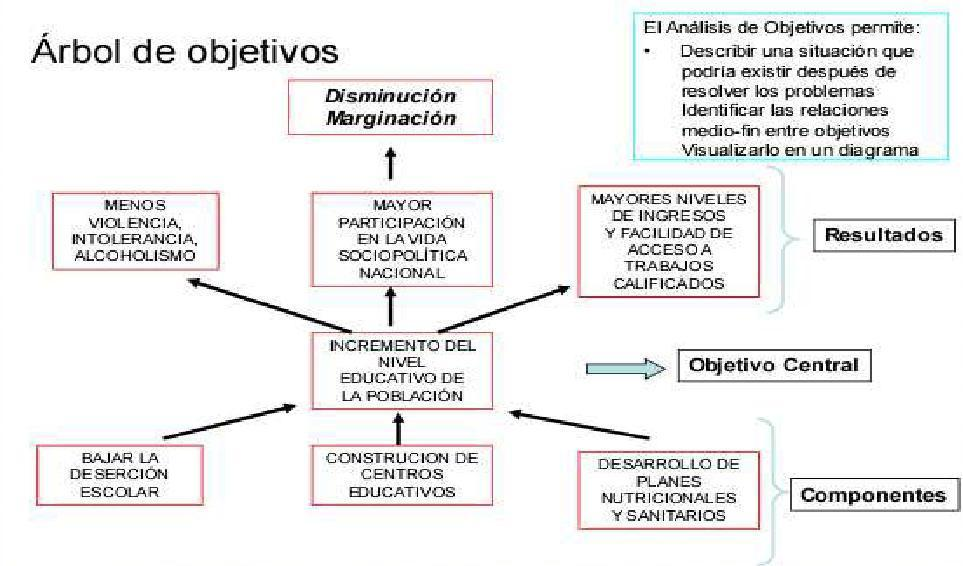 Árbol de objetivos
El Análisis de Objetivos permite:
• Describir una situación que
podría existir después de
resolver los problemas
Identificar las relaciones
medio-fin entre objetivos
Visualizarlo en un diagrama
Disminución
Marginación
MENOS
VIOLENCIA,
INTOLERANCIA,
ALCOHOLISMO
MAYOR
PARTICIPACIÓN
EN LA VIDA
SOCIOPOLÍTICA
NACIONAL
MAYORES NIVELES
DE INGRESOS
Y FACILIDAD DE
ACCESO A
TRABAJOS
CALIFICADOS
Resultados
INCREMENTO DEL
NIVEL
EDUCATIVO DE
LA POBLACIÓN
Objetivo Central
BAJAR LA
DESERCIÓN
ESCOLAR
CONSTRUCION DE
CENTROS
EDUCATIVOS
DESARROLLO DE
PLANES
NUTRICIONALES
Y SANITARIOS
Componentes